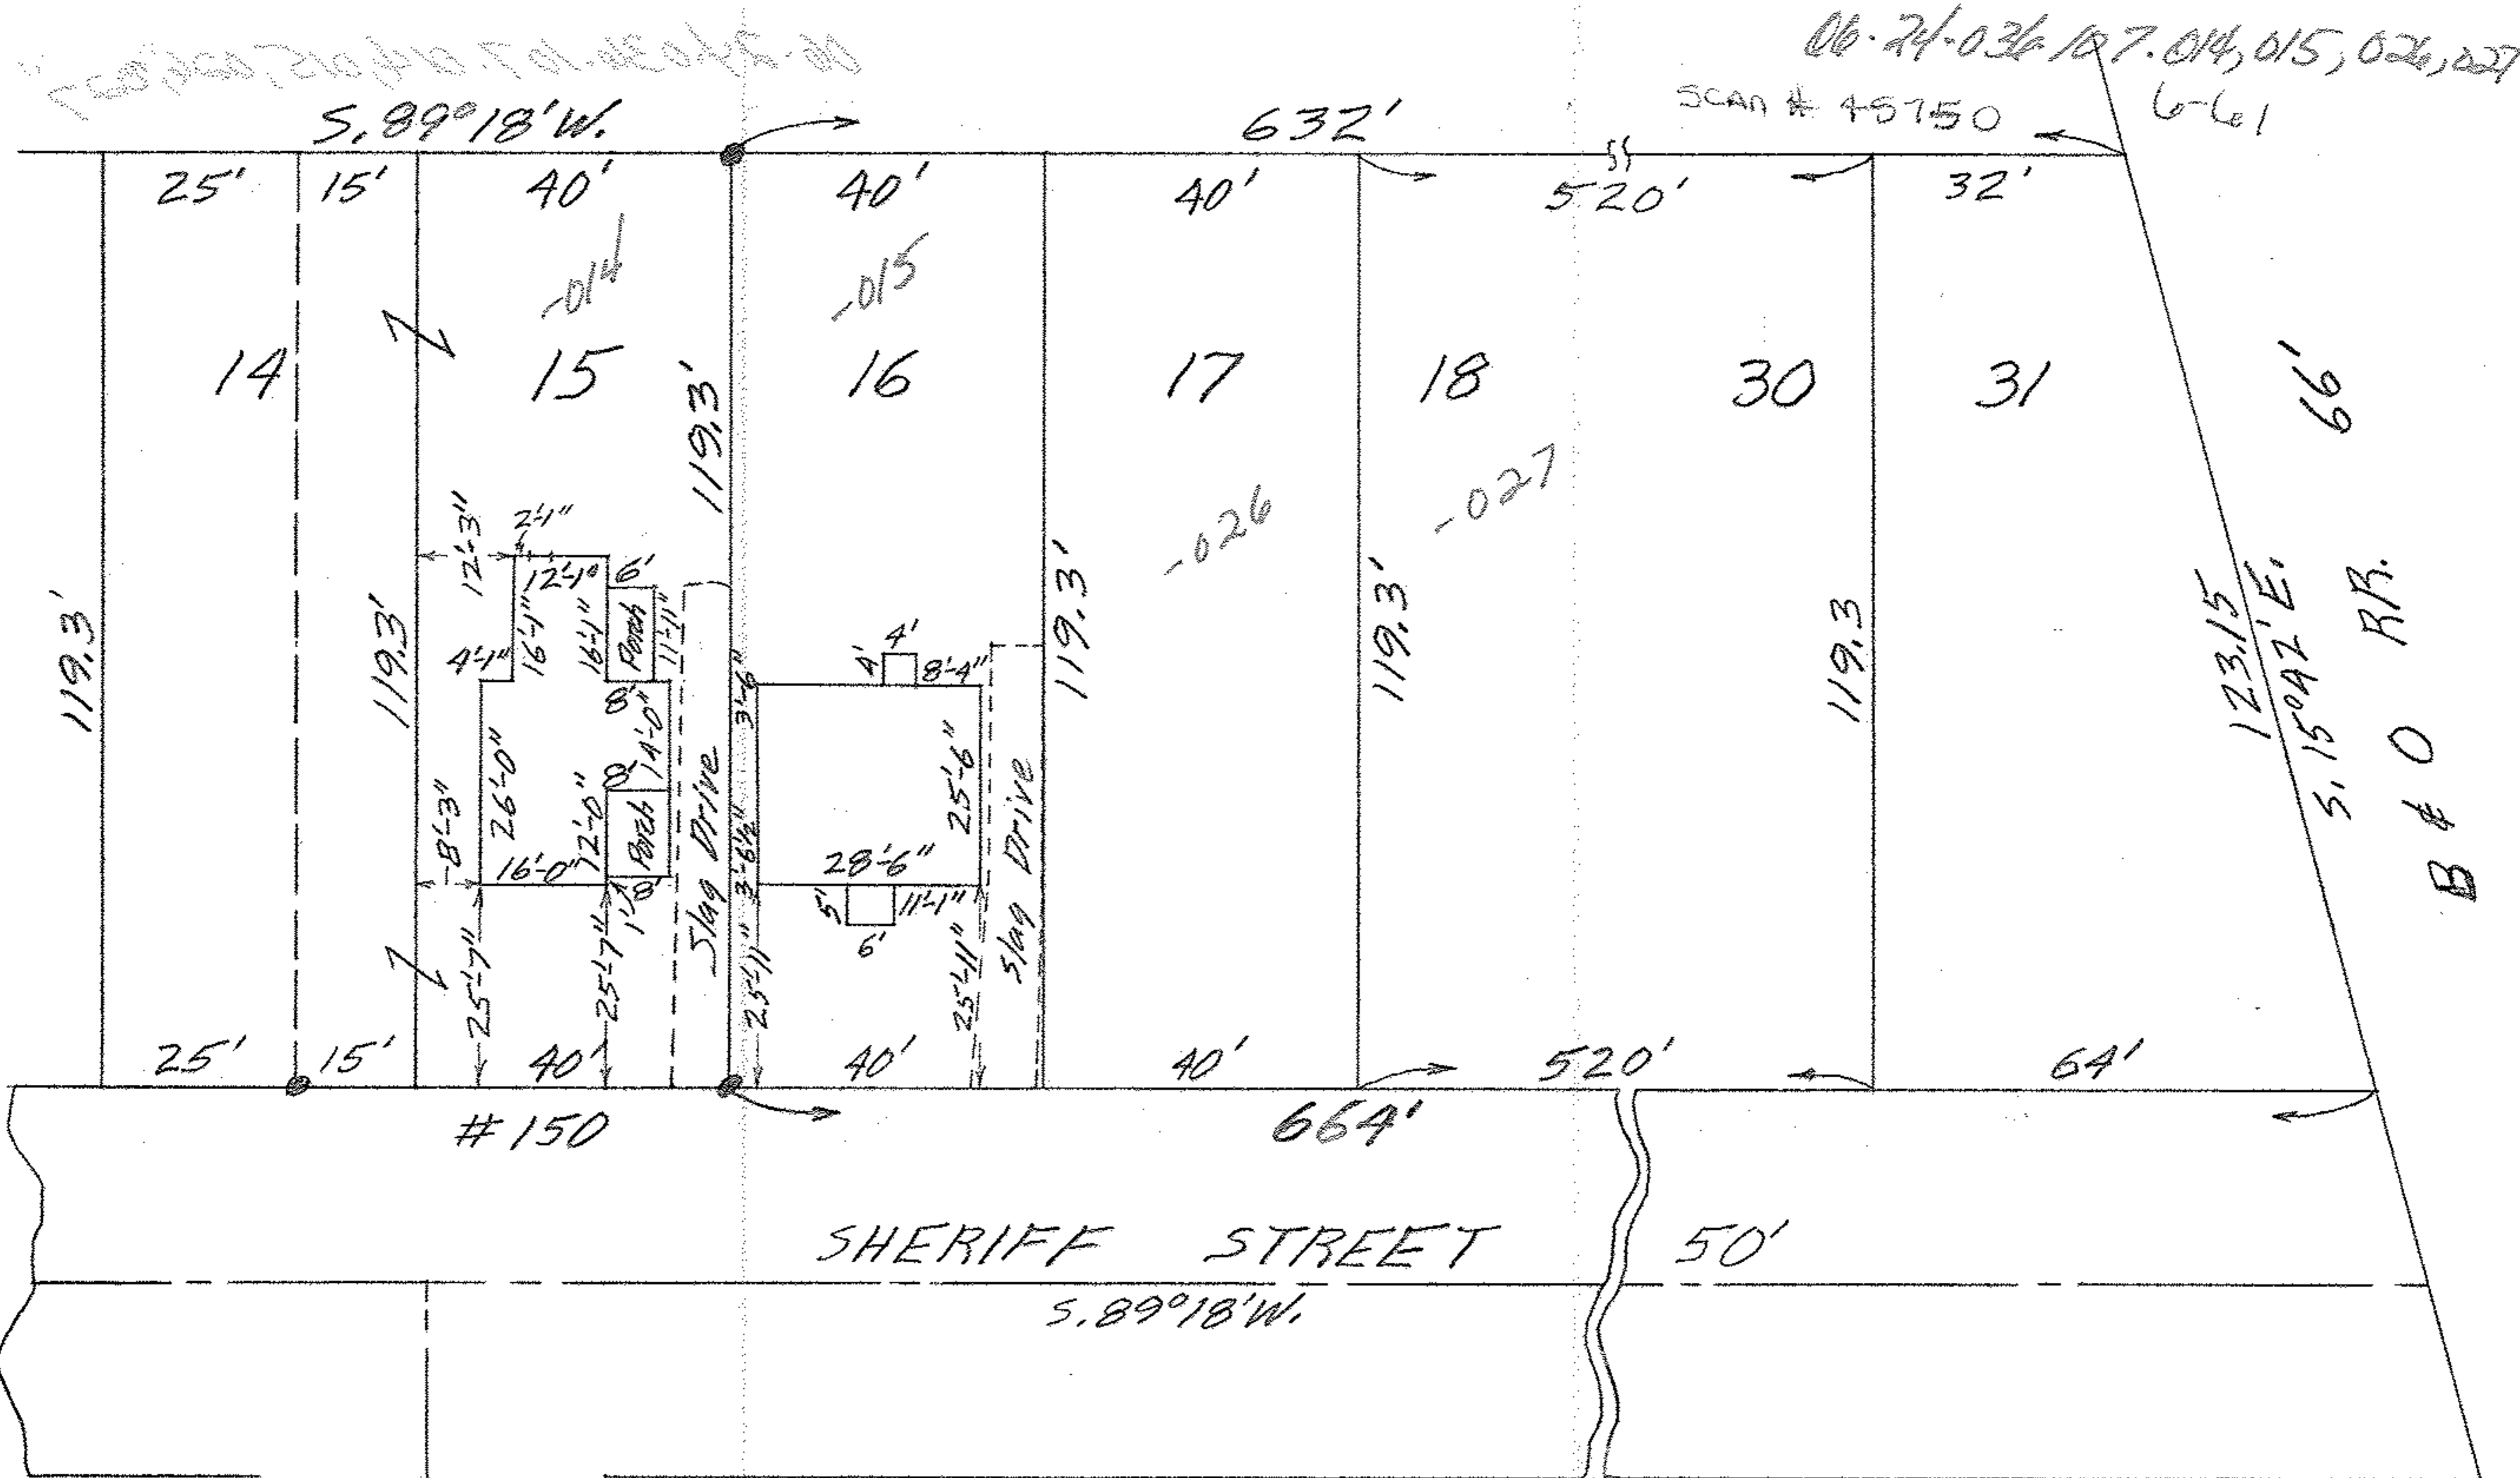 06-24-036-107.014, 015, 026, 027
SCAN # 45750 6-61
S. 89°18'W. 632'
25' 15' 40' 40' 40' 520' 32'
-014 -015
14 15 16 17 18 30 31 66'
119.3'
-026 -027
12'-3" 2'-1"
12'-1" 6'
119.3' 119.3' 4'-1" 16'-1" 16'-1" Porch 11'-11" 119.3' 119.3' 119.3 123.15 S. 15°42'E. B & O RR.
4' 4' 8'-4"
8' 14'-0" 3'-6"
8'-3" 26'-0" 12'-0" 8' Porch Slag Drive 3'-6½" 25'-6" Slag Drive
16'-0" 1' 8' 28'-6"
5' 11'-1"
6'
25'-7" 25'-7" 25'-11" 25'-11"
25' 15' 40' 40' 40' 520' 64'
# 150 664'
SHERIFF STREET 50'
S. 89°18'W.